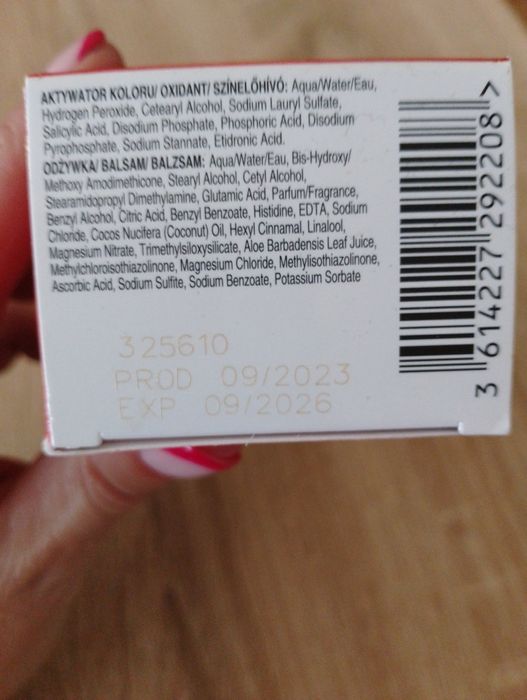 AKTYWATOR KOLORU/ OXIDANT/ SZÍNELŐHÍVÓ: Aqua/Water/Eau,
Hydrogen Peroxide, Cetearyl Alcohol, Sodium Lauryl Sulfate,
Salicylic Acid, Disodium Phosphate, Phosphoric Acid, Disodium
Pyrophosphate, Sodium Stannate, Etidronic Acid.
ODŻYWKA/ BALSAM/ BALZSAM: Aqua/Water/Eau, Bis-Hydroxy/
Methoxy Amodimethicone, Stearyl Alcohol, Cetyl Alcohol,
Stearamidopropyl Dimethylamine, Glutamic Acid, Parfum/Fragrance,
Benzyl Alcohol, Citric Acid, Benzyl Benzoate, Histidine, EDTA, Sodium
Chloride, Cocos Nucifera (Coconut) Oil, Hexyl Cinnamal, Linalool,
Magnesium Nitrate, Trimethylsiloxysilicate, Aloe Barbadensis Leaf Juice,
Methylchloroisothiazolinone, Magnesium Chloride, Methylisothiazolinone,
Ascorbic Acid, Sodium Sulfite, Sodium Benzoate, Potassium Sorbate
325610
PROD 09/2023
EXP 09/2026
3 614227 292208 >